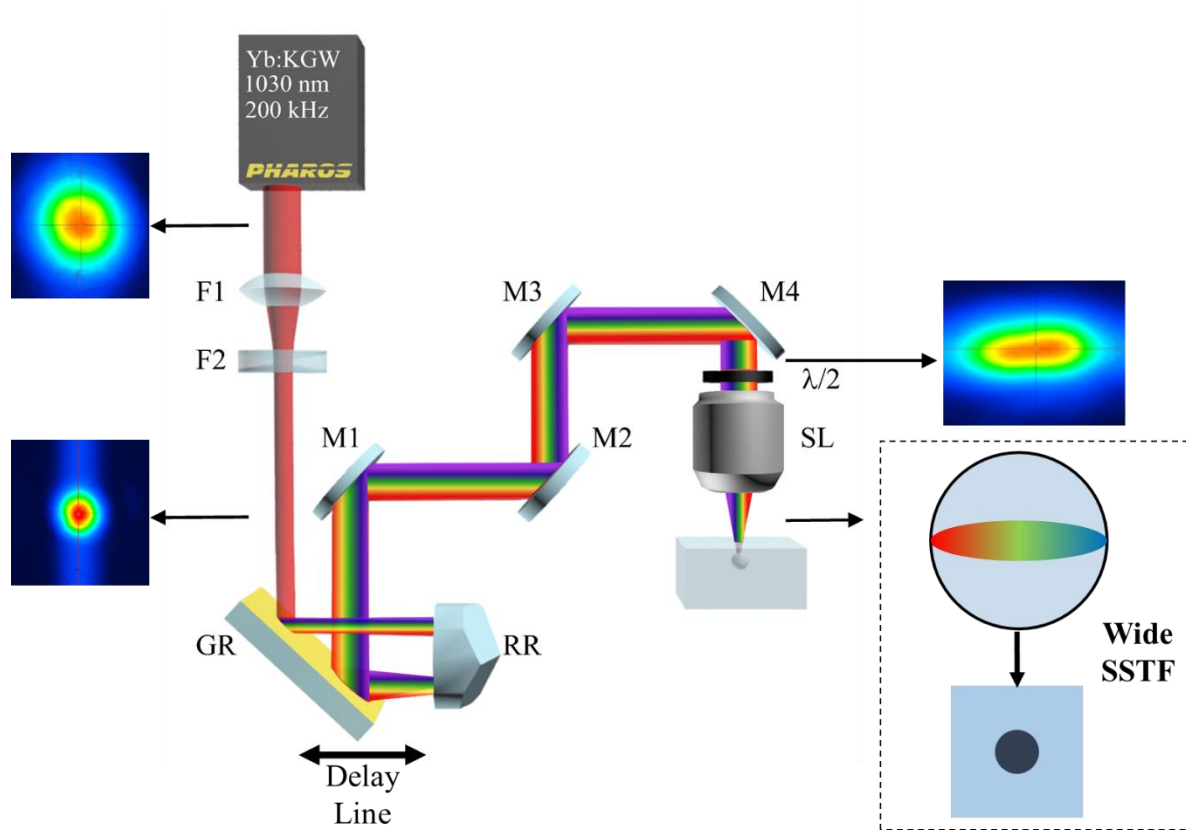 Yb:KGW
1030 nm
200 kHz
PHAROS
F1
F2
M3
M4
λ/2
M1
M2
SL
GR
RR
Wide
SSTF
Delay
Line